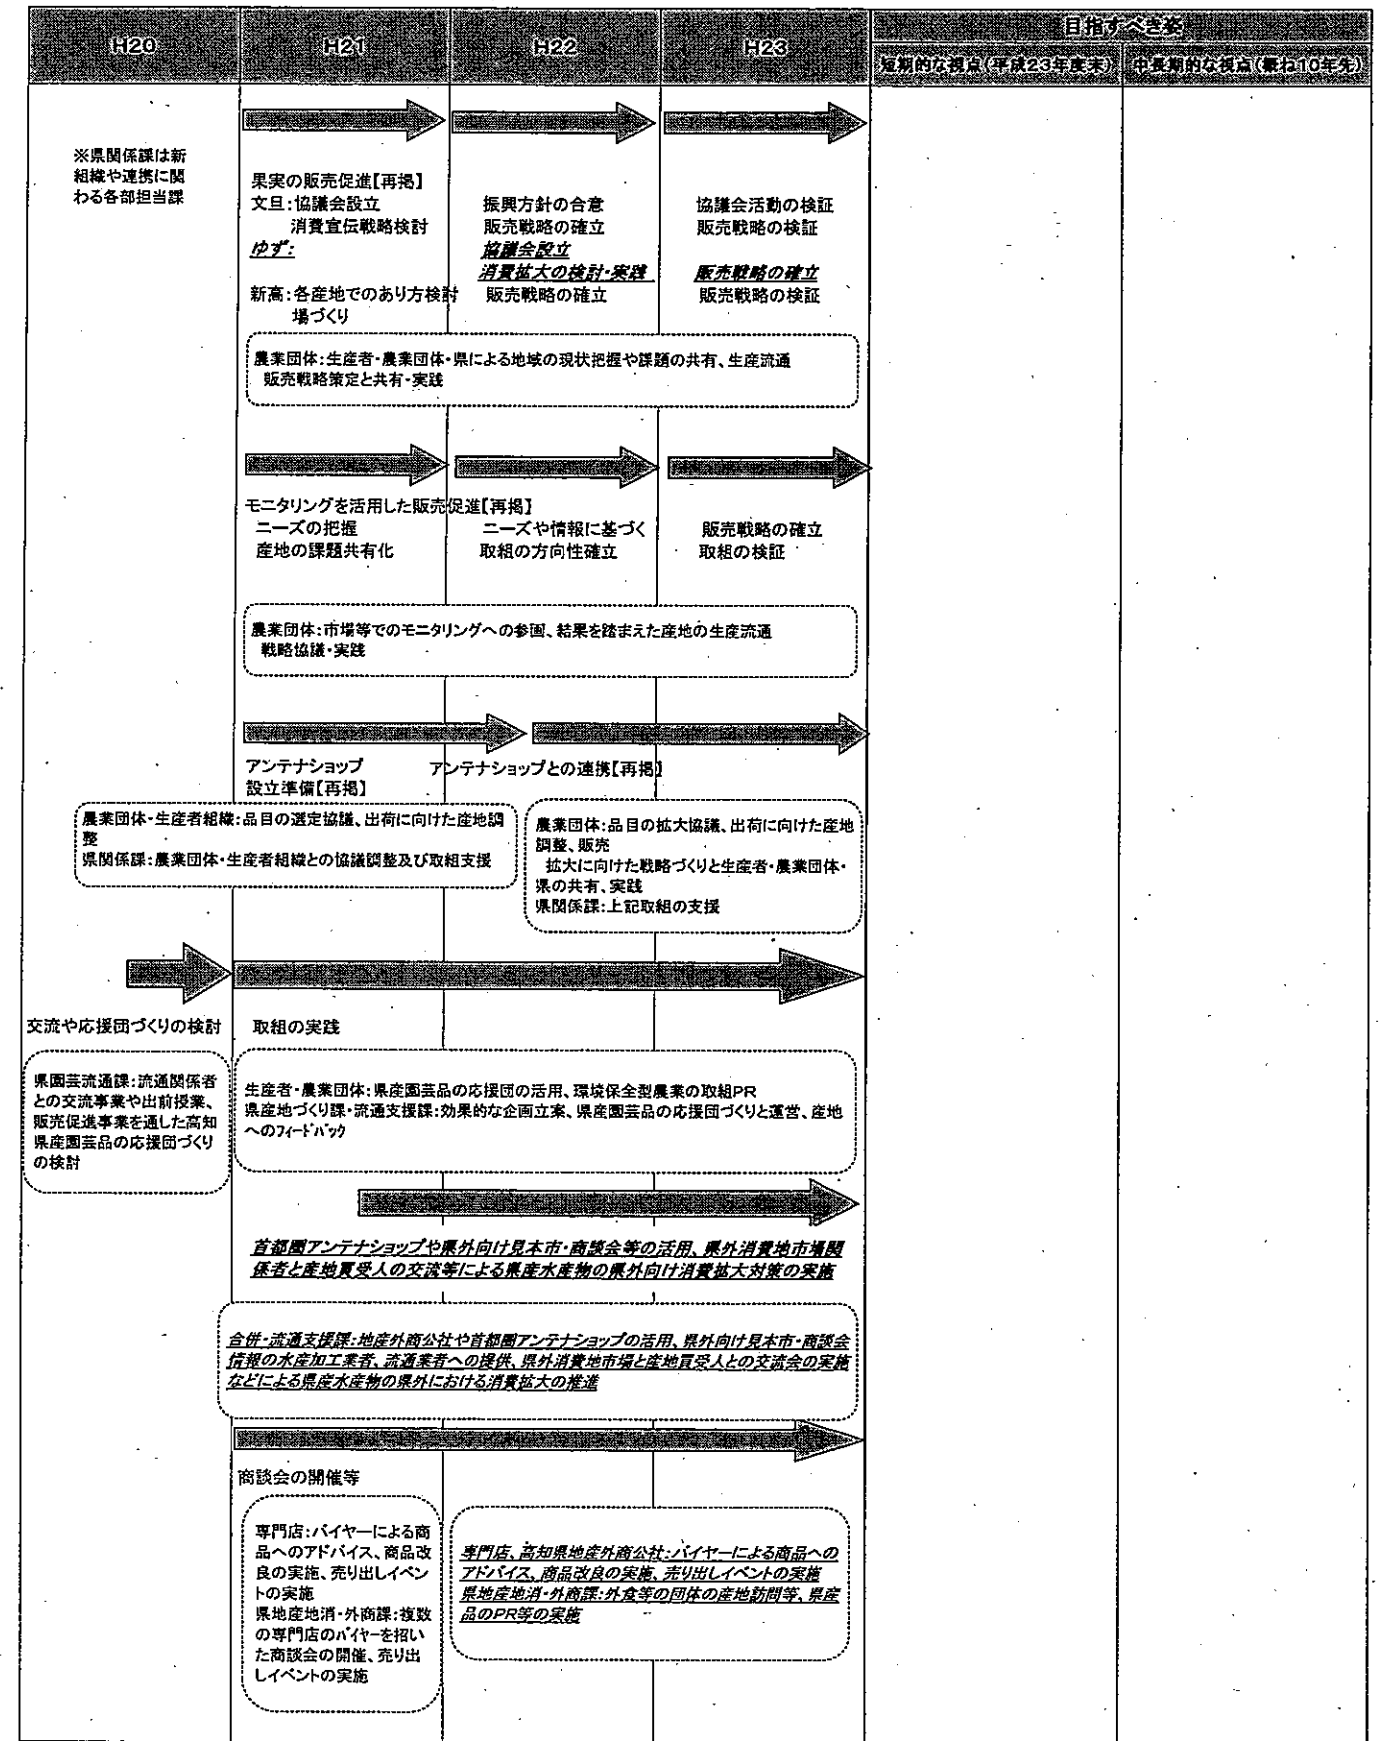 H20
H21
H22
H23
目指すべき姿
短期的な視点(平成23年度末)
中長期的な視点(概ね10年先)
※県関係課は新
組織や連携に関
わる各部担当課
果実の販売促進【再掲】
文旦:協議会設立
消費宣伝戦略検討
ゆず:
新高:各産地でのあり方検討
場づくり
振興方針の合意
販売戦略の確立
協議会設立
消費拡大の検討・実践
販売戦略の確立
協議会活動の検証
販売戦略の検証
販売戦略の確立
販売戦略の検証
農業団体:生産者・農業団体・県による地域の現状把握や課題の共有、生産流通
販売戦略策定と共有・実践
モニタリングを活用した販売促進【再掲】
ニーズの把握
産地の課題共有化
ニーズや情報に基づく
取組の方向性確立
販売戦略の確立
取組の検証
農業団体:市場等でのモニタリングへの参画、結果を踏まえた産地の生産流通
戦略協議・実践
アンテナショップ
設立準備【再掲】
アンテナショップとの連携【再掲】
農業団体・生産者組織:品目の選定協議、出荷に向けた産地調
整
県関係課:農業団体・生産者組織との協議調整及び取組支援
農業団体:品目の拡大協議、出荷に向けた産地
調整、販売
拡大に向けた戦略づくりと生産者・農業団体・
県の共有、実践
県関係課:上記取組の支援
交流や応援団づくりの検討
取組の実践
県園芸流通課:流通関係者
との交流事業や出前授業、
販売促進事業を通した高知
県産園芸品の応援団づくり
の検討
生産者・農業団体:県産園芸品の応援団の活用、環境保全型農業の取組PR
県産地づくり課・流通支援課:効果的な企画立案、県産園芸品の応援団づくりと運営、産地
へのフィードバック
首都圏アンテナショップや県外向け見本市・商談会等の活用、県外消費地市場関
係者と産地買受人の交流等による県産水産物の県外向け消費拡大対策の実施
合併・流通支援課:地産外商公社や首都圏アンテナショップの活用、県外向け見本市・商談会
情報の水産加工業者、流通業者への提供、県外消費地市場と産地買受人との交流会の実施
などによる県産水産物の県外における消費拡大の推進
商談会の開催等
専門店:バイヤーによる商
品へのアドバイス、商品改
良の実施、売り出しイベン
トの実施
県地産地消・外商課:複数
の専門店のバイヤーを招い
た商談会の開催、売り出
しイベントの実施
専門店、高知県地産外商公社:バイヤーによる商品への
アドバイス、商品改良の実施、売り出しイベントの実施
県地産地消・外商課:外食等の団体の産地訪問等、県産
品のPR等の実施